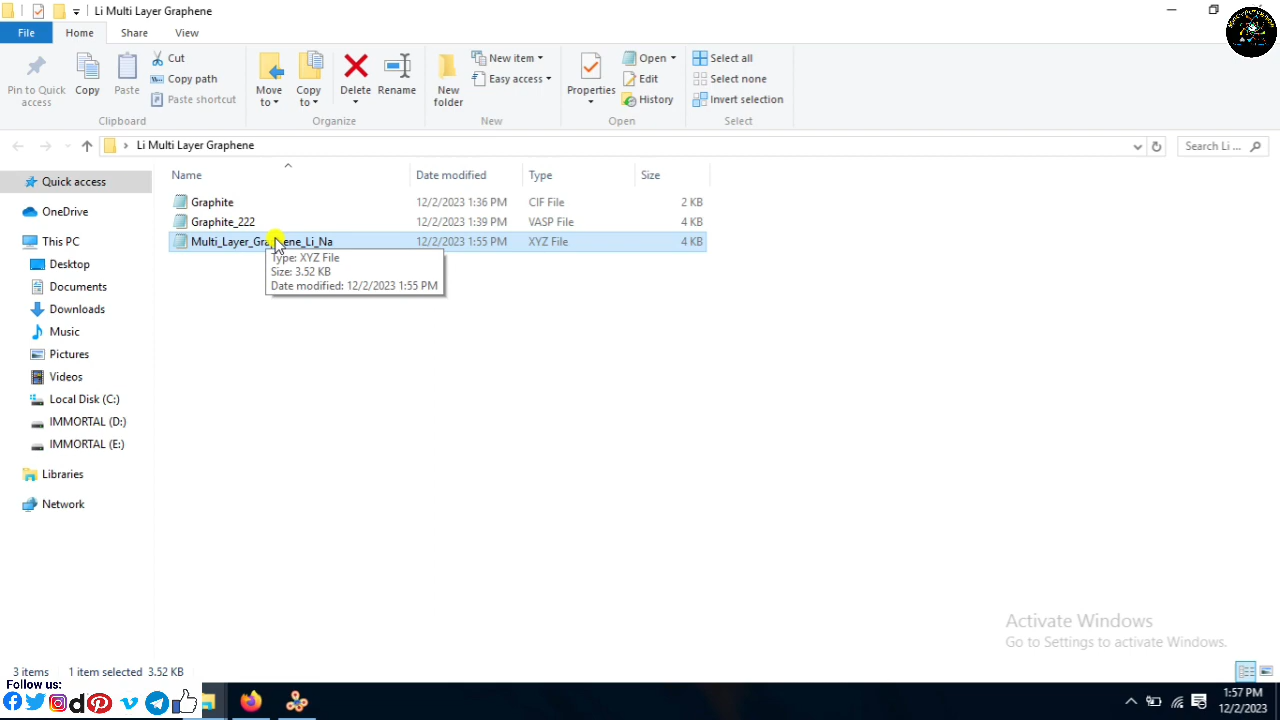 Li Multi Layer Graphene
File
Home
Share
View
Pin to Quick access
Copy
Paste
Cut
Copy path
Paste shortcut
Clipboard
Move to
Copy to
Delete
Rename
Organize
New folder
New item
Easy access
New
Properties
Open
Edit
History
Open
Select all
Select none
Invert selection
Select
Li Multi Layer Graphene
Search Li ...
Quick access
OneDrive
This PC
Desktop
Documents
Downloads
Music
Pictures
Videos
Local Disk (C:)
IMMORTAL (D:)
IMMORTAL (E:)
Libraries
Network
Name Date modified Type Size
Graphite 12/2/2023 1:36 PM CIF File 2 KB
Graphite_222 12/2/2023 1:39 PM VASP File 4 KB
Multi_Layer_Graphene_Li_Na 12/2/2023 1:55 PM XYZ File 4 KB
Type: XYZ File
Size: 3.52 KB
Date modified: 12/2/2023 1:55 PM
Activate Windows
Go to Settings to activate Windows.
3 items 1 item selected 3.52 KB
Follow us:
1:57 PM
12/2/2023